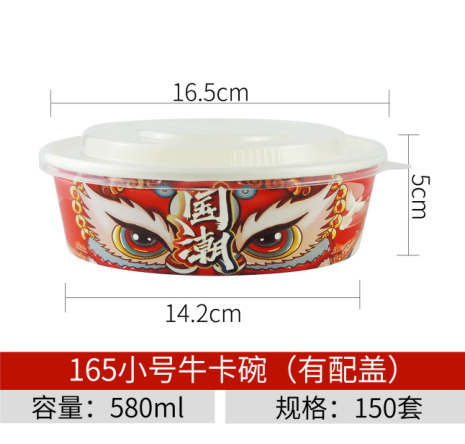 16.5cm
5cm
国潮
14.2cm
165小号牛卡碗（有配盖）
容量：580ml
规格：150套